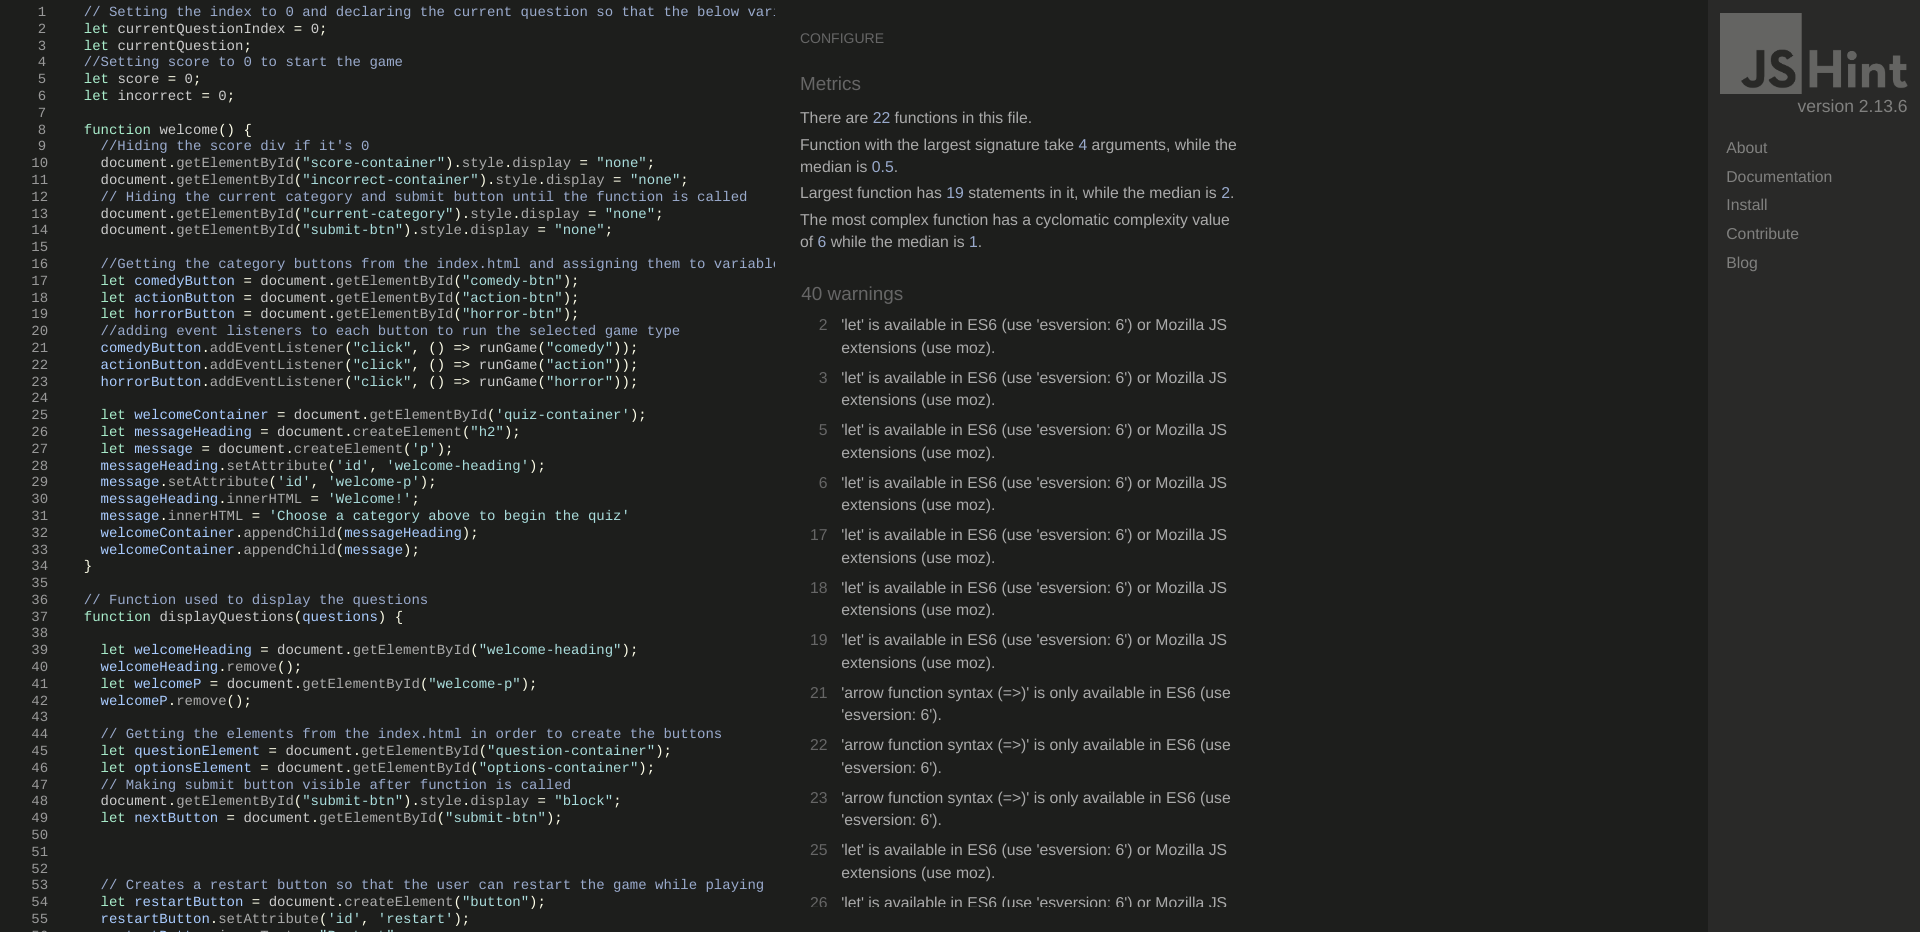 1 // Setting the index to 0 and declaring the current question so that the below var
2 let currentQuestionIndex = 0;
3 let currentQuestion;
4 //Setting score to 0 to start the game
5 let score = 0;
6 let incorrect = 0;
7
8 function welcome() {
9 //Hiding the score div if it's 0
10 document.getElementById("score-container").style.display = "none";
11 document.getElementById("incorrect-container").style.display = "none";
12 // Hiding the current category and submit button until the function is called
13 document.getElementById("current-category").style.display = "none";
14 document.getElementById("submit-btn").style.display = "none";
15
16 //Getting the category buttons from the index.html and assigning them to variabl
17 let comedyButton = document.getElementById("comedy-btn");
18 let actionButton = document.getElementById("action-btn");
19 let horrorButton = document.getElementById("horror-btn");
20 //adding event listeners to each button to run the selected game type
21 comedyButton.addEventListener("click", () => runGame("comedy"));
22 actionButton.addEventListener("click", () => runGame("action"));
23 horrorButton.addEventListener("click", () => runGame("horror"));
24
25 let welcomeContainer = document.getElementById('quiz-container');
26 let messageHeading = document.createElement("h2");
27 let message = document.createElement('p');
28 messageHeading.setAttribute('id', 'welcome-heading');
29 message.setAttribute('id', 'welcome-p');
30 messageHeading.innerHTML = 'Welcome!';
31 message.innerHTML = 'Choose a category above to begin the quiz'
32 welcomeContainer.appendChild(messageHeading);
33 welcomeContainer.appendChild(message);
34 }
35
36 // Function used to display the questions
37 function displayQuestions(questions) {
38
39 let welcomeHeading = document.getElementById("welcome-heading");
40 welcomeHeading.remove();
41 let welcomeP = document.getElementById("welcome-p");
42 welcomeP.remove();
43
44 // Getting the elements from the index.html in order to create the buttons
45 let questionElement = document.getElementById("question-container");
46 let optionsElement = document.getElementById("options-container");
47 // Making submit button visible after function is called
48 document.getElementById("submit-btn").style.display = "block";
49 let nextButton = document.getElementById("submit-btn");
50
51
52
53 // Creates a restart button so that the user can restart the game while playing
54 let restartButton = document.createElement("button");
55 restartButton.setAttribute('id', 'restart');
CONFIGURE
Metrics
There are 22 functions in this file.
Function with the largest signature take 4 arguments, while the
median is 0.5.
Largest function has 19 statements in it, while the median is 2.
The most complex function has a cyclomatic complexity value
of 6 while the median is 1.
40 warnings
2 'let' is available in ES6 (use 'esversion: 6') or Mozilla JS
extensions (use moz).
3 'let' is available in ES6 (use 'esversion: 6') or Mozilla JS
extensions (use moz).
5 'let' is available in ES6 (use 'esversion: 6') or Mozilla JS
extensions (use moz).
6 'let' is available in ES6 (use 'esversion: 6') or Mozilla JS
extensions (use moz).
17 'let' is available in ES6 (use 'esversion: 6') or Mozilla JS
extensions (use moz).
18 'let' is available in ES6 (use 'esversion: 6') or Mozilla JS
extensions (use moz).
19 'let' is available in ES6 (use 'esversion: 6') or Mozilla JS
extensions (use moz).
21 'arrow function syntax (=>)' is only available in ES6 (use
'esversion: 6').
22 'arrow function syntax (=>)' is only available in ES6 (use
'esversion: 6').
23 'arrow function syntax (=>)' is only available in ES6 (use
'esversion: 6').
25 'let' is available in ES6 (use 'esversion: 6') or Mozilla JS
extensions (use moz).
26 'let' is available in ES6 (use 'esversion: 6') or Mozilla JS
JSHint
version 2.13.6
About
Documentation
Install
Contribute
Blog